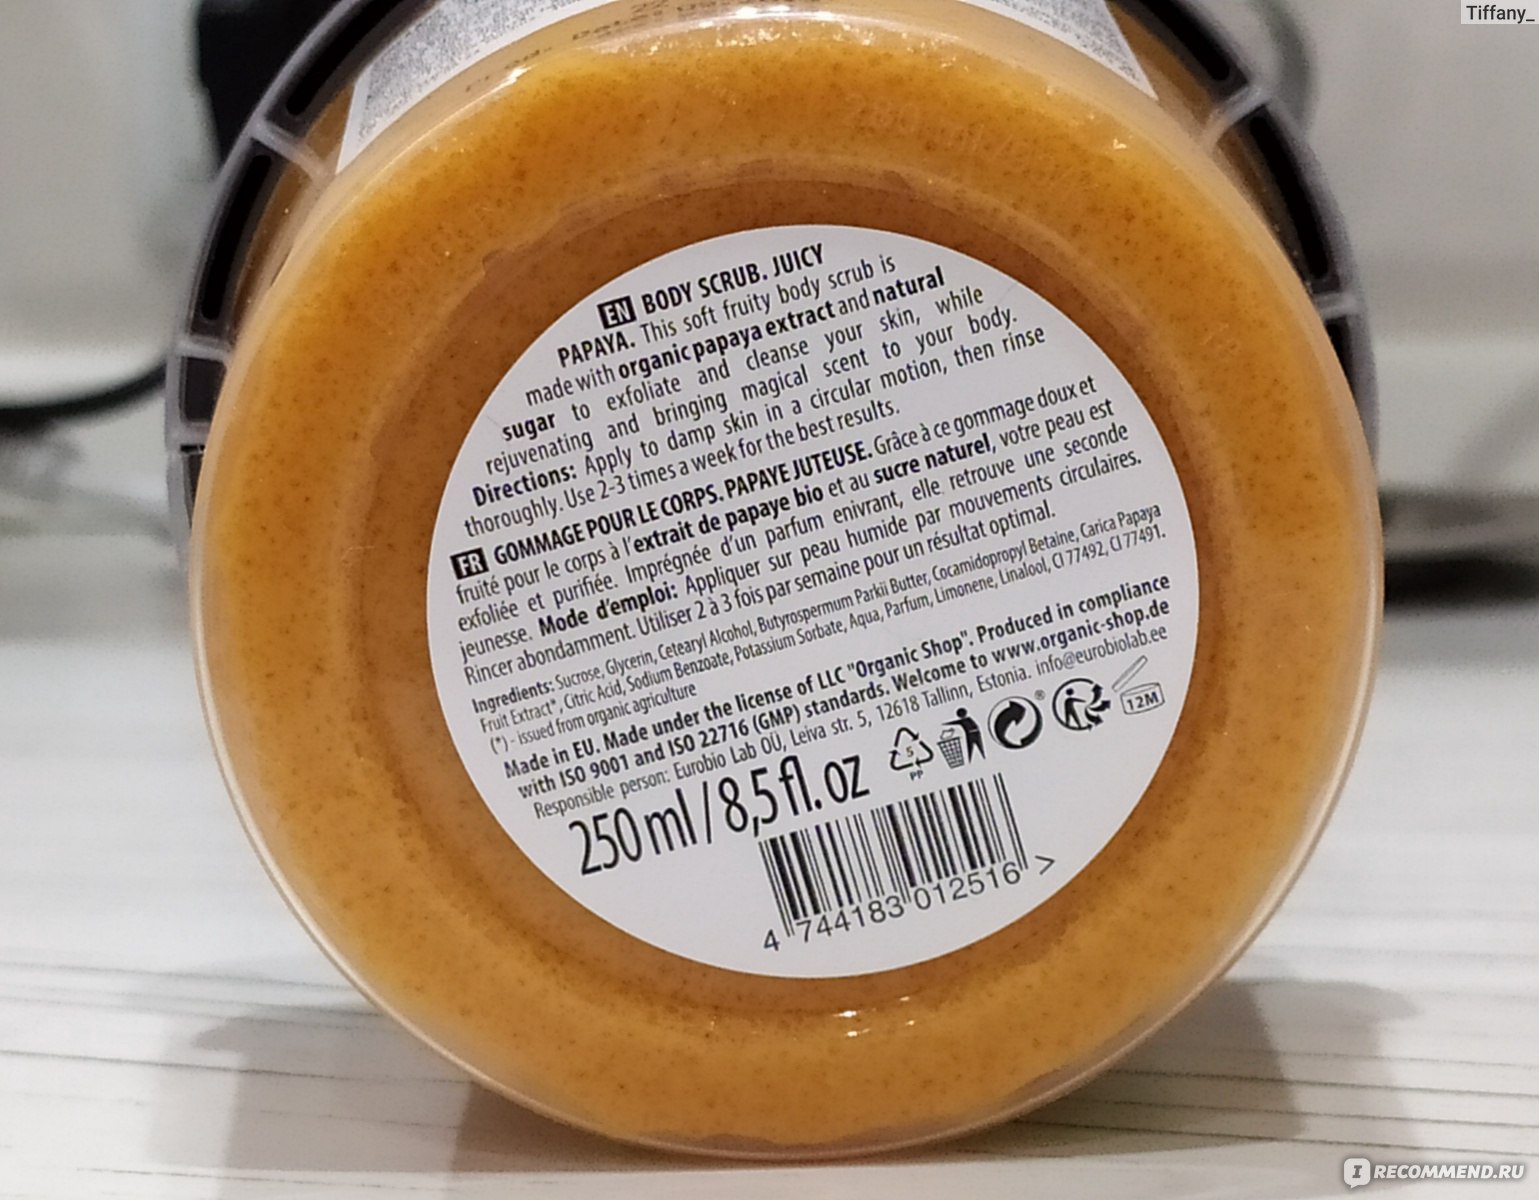 Tiffany_
EN BODY SCRUB. JUICY
PAPAYA. This soft fruity body scrub is
made with organic papaya extract and natural
sugar to exfoliate and cleanse your skin, while
rejuvenating and bringing magical scent to your body.
Directions: Apply to damp skin in a circular motion, then rinse
thoroughly. Use 2-3 times a week for the best results.
FR GOMMAGE POUR LE CORPS. PAPAYE JUTEUSE. Grâce à ce gommage doux et
fruité pour le corps à l'extrait de papaye bio et au sucre naturel, votre peau est
exfoliée et purifiée. Imprégnée d'un parfum enivrant, elle retrouve une seconde
jeunesse. Mode d'emploi: Appliquer sur peau humide par mouvements circulaires.
Rincer abondamment. Utiliser 2 à 3 fois par semaine pour un résultat optimal.
Ingredients: Sucrose, Glycerin, Cetearyl Alcohol, Butyrospermum Parkii Butter, Cocamidopropyl Betaine, Carica Papaya
Fruit Extract*, Citric Acid, Sodium Benzoate, Potassium Sorbate, Aqua, Parfum, Limonene, Linalool, CI 77492, CI 77491.
(*) - issued from organic agriculture
Made in EU. Made under the license of LLC "Organic Shop". Produced in compliance
with ISO 9001 and ISO 22716 (GMP) standards. Welcome to www.organic-shop.de
Responsible person: Eurobio Lab OÜ, Leiva str. 5, 12618 Tallinn, Estonia. info@eurobiolab.ee
250 ml / 8,5 fl. oz
5
PP
®
12M
4 744183 012516 >
IRECOMMEND.RU